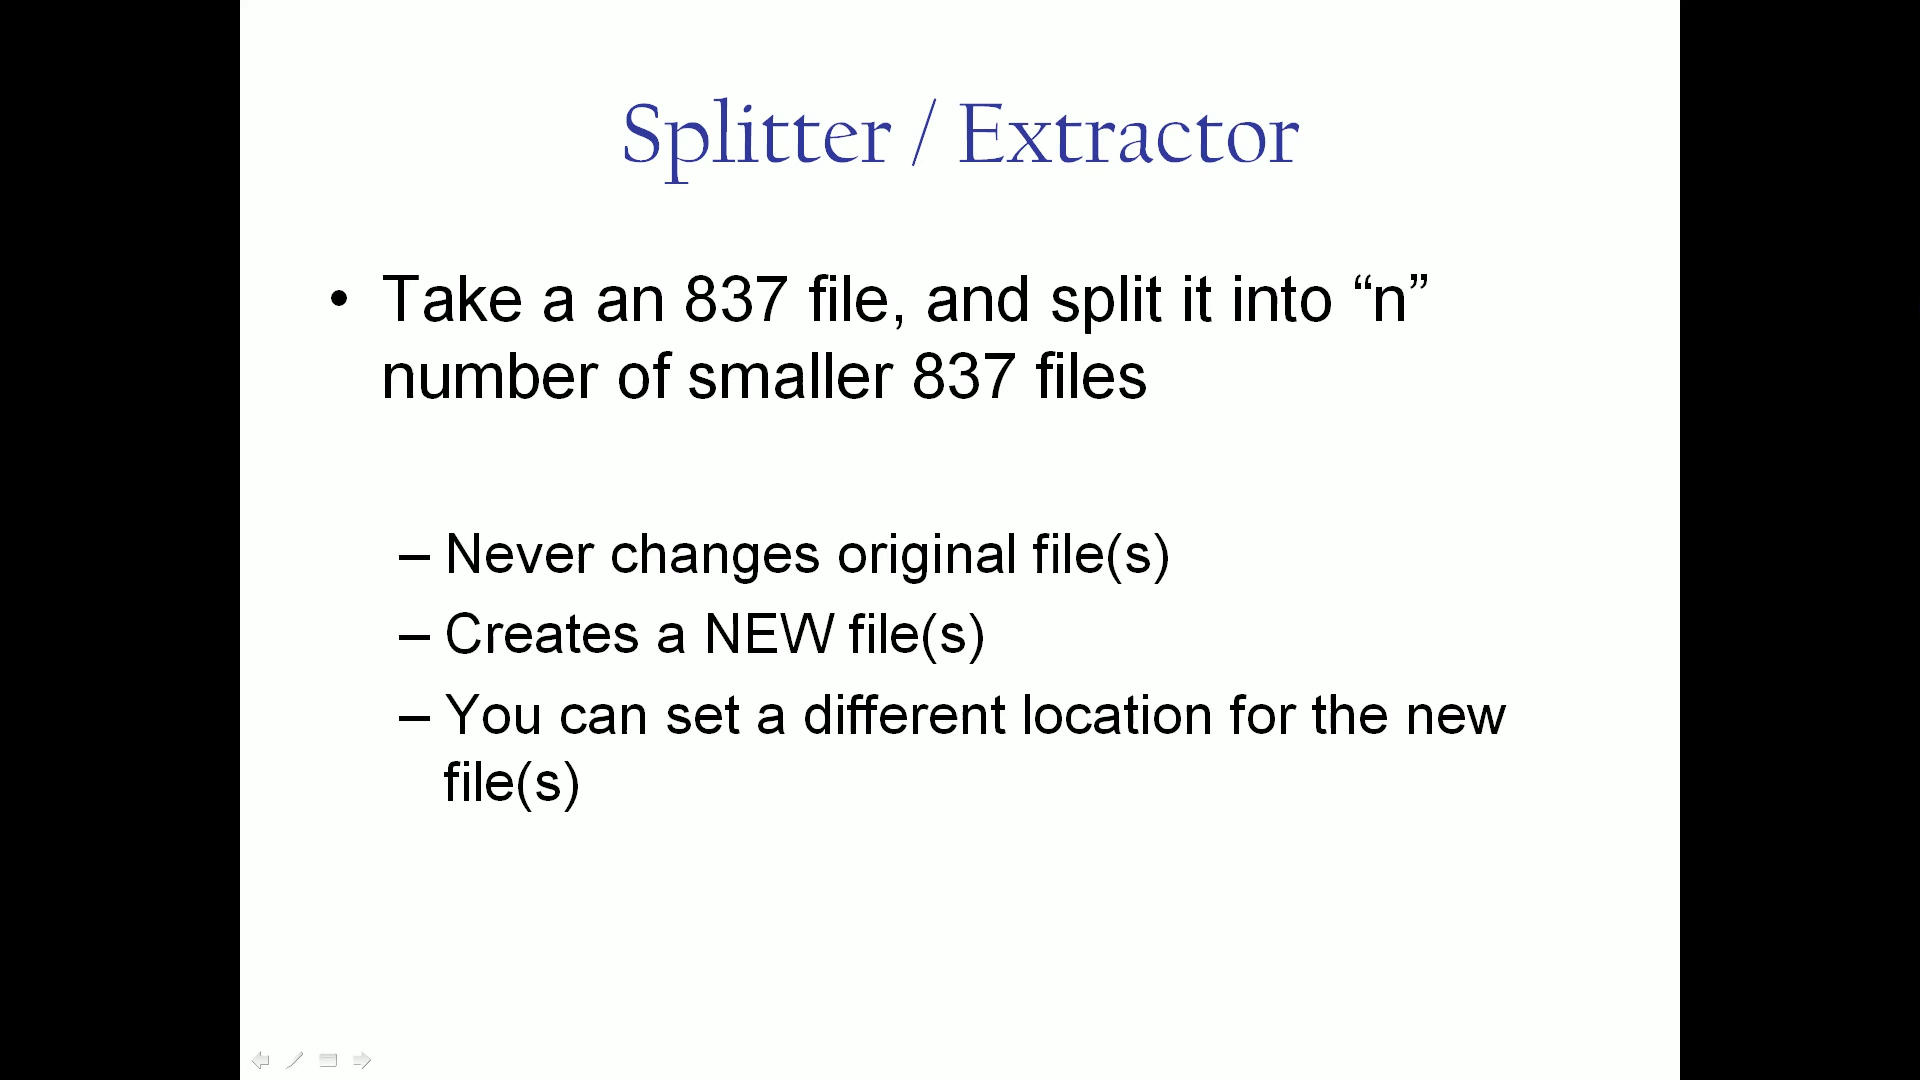 Splitter / Extractor
• Take a an 837 file, and split it into “n”
number of smaller 837 files
– Never changes original file(s)
– Creates a NEW file(s)
– You can set a different location for the new
file(s)